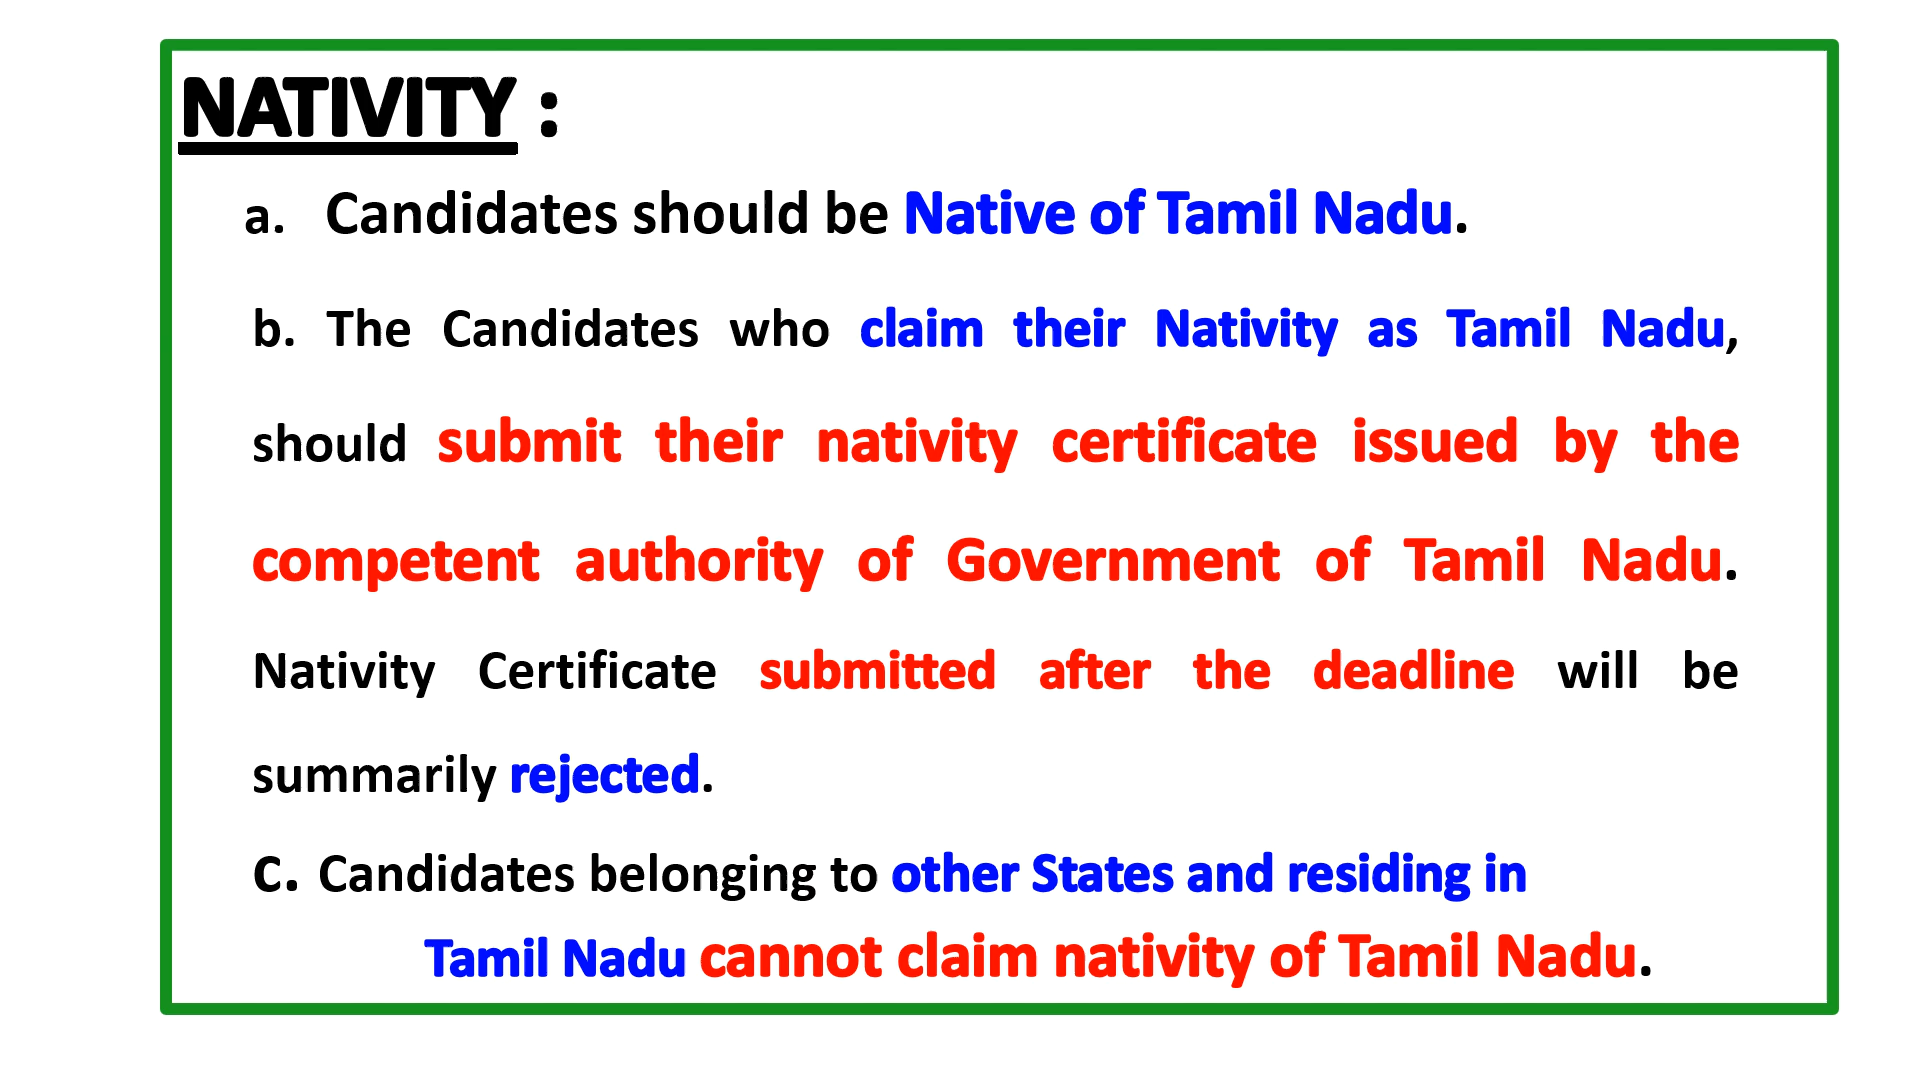 NATIVITY :
a. Candidates should be Native of Tamil Nadu.
b. The Candidates who claim their Nativity as Tamil Nadu,
should submit their nativity certificate issued by the
competent authority of Government of Tamil Nadu.
Nativity Certificate submitted after the deadline will be
summarily rejected.
c. Candidates belonging to other States and residing in
Tamil Nadu cannot claim nativity of Tamil Nadu.